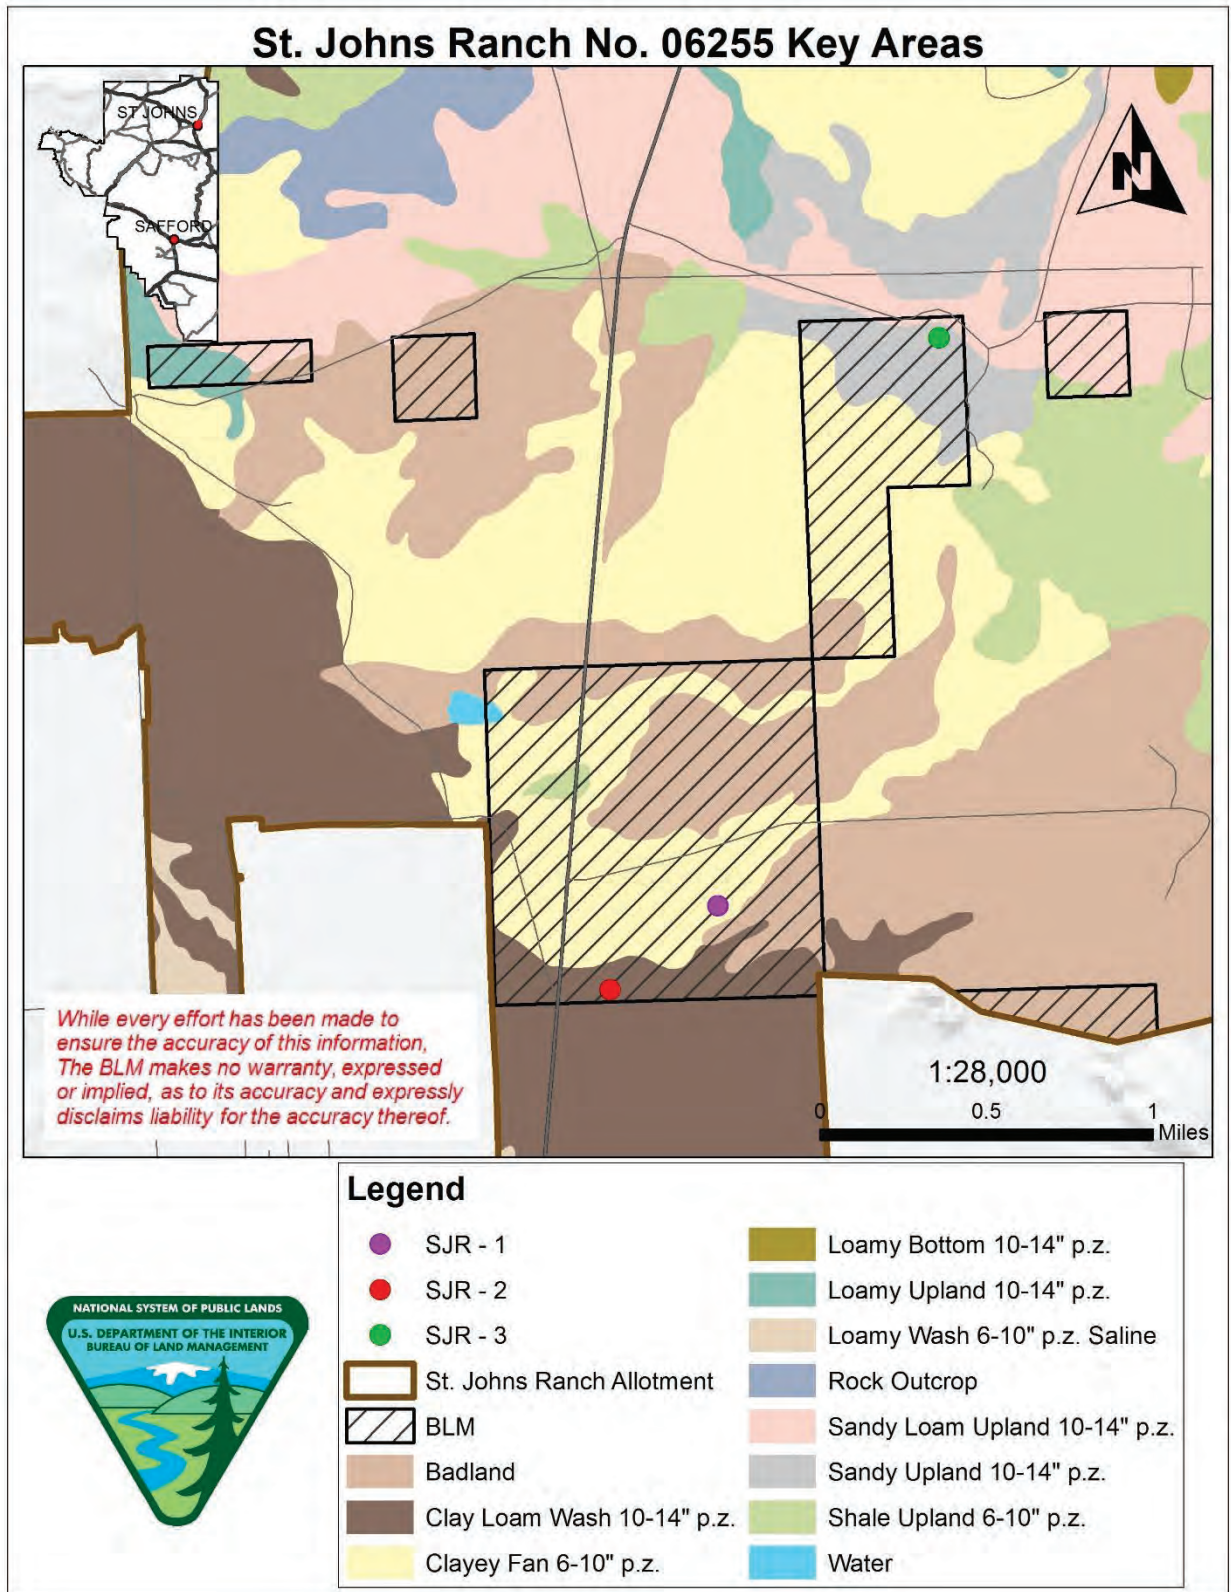 St. Johns Ranch No. 06255 Key Areas
ST JOHNS
SAFFORD
N
While every effort has been made to
ensure the accuracy of this information,
The BLM makes no warranty, expressed
or implied, as to its accuracy and expressly
disclaims liability for the accuracy thereof.
1:28,000
0 0.5 1
Miles
Legend
SJR - 1
SJR - 2
SJR - 3
St. Johns Ranch Allotment
BLM
Badland
Clay Loam Wash 10-14" p.z.
Clayey Fan 6-10" p.z.
Loamy Bottom 10-14" p.z.
Loamy Upland 10-14" p.z.
Loamy Wash 6-10" p.z. Saline
Rock Outcrop
Sandy Loam Upland 10-14" p.z.
Sandy Upland 10-14" p.z.
Shale Upland 6-10" p.z.
Water
NATIONAL SYSTEM OF PUBLIC LANDS
U.S. DEPARTMENT OF THE INTERIOR
BUREAU OF LAND MANAGEMENT